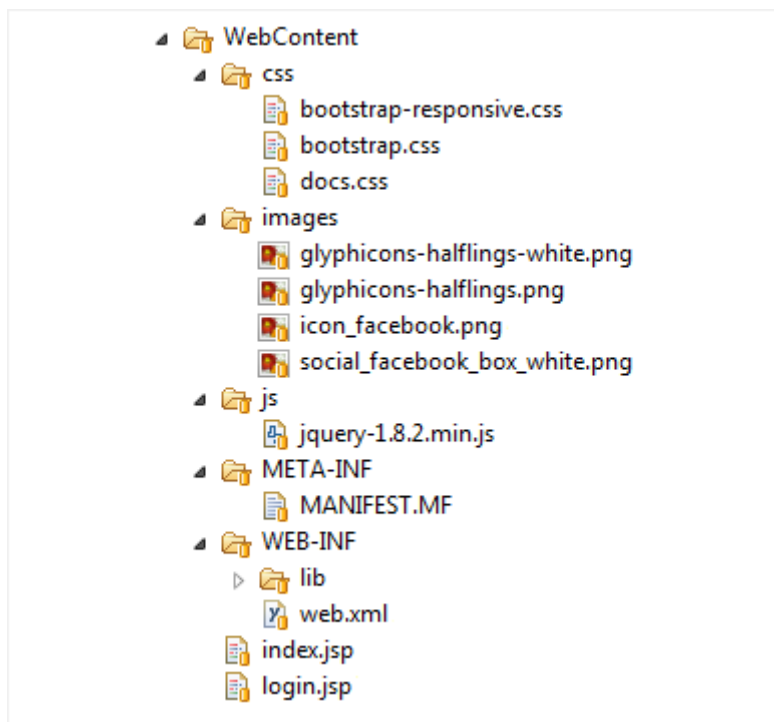 WebContent
css
bootstrap-responsive.css
bootstrap.css
docs.css
images
glyphicons-halflings-white.png
glyphicons-halflings.png
icon_facebook.png
social_facebook_box_white.png
js
jquery-1.8.2.min.js
META-INF
MANIFEST.MF
WEB-INF
lib
web.xml
index.jsp
login.jsp